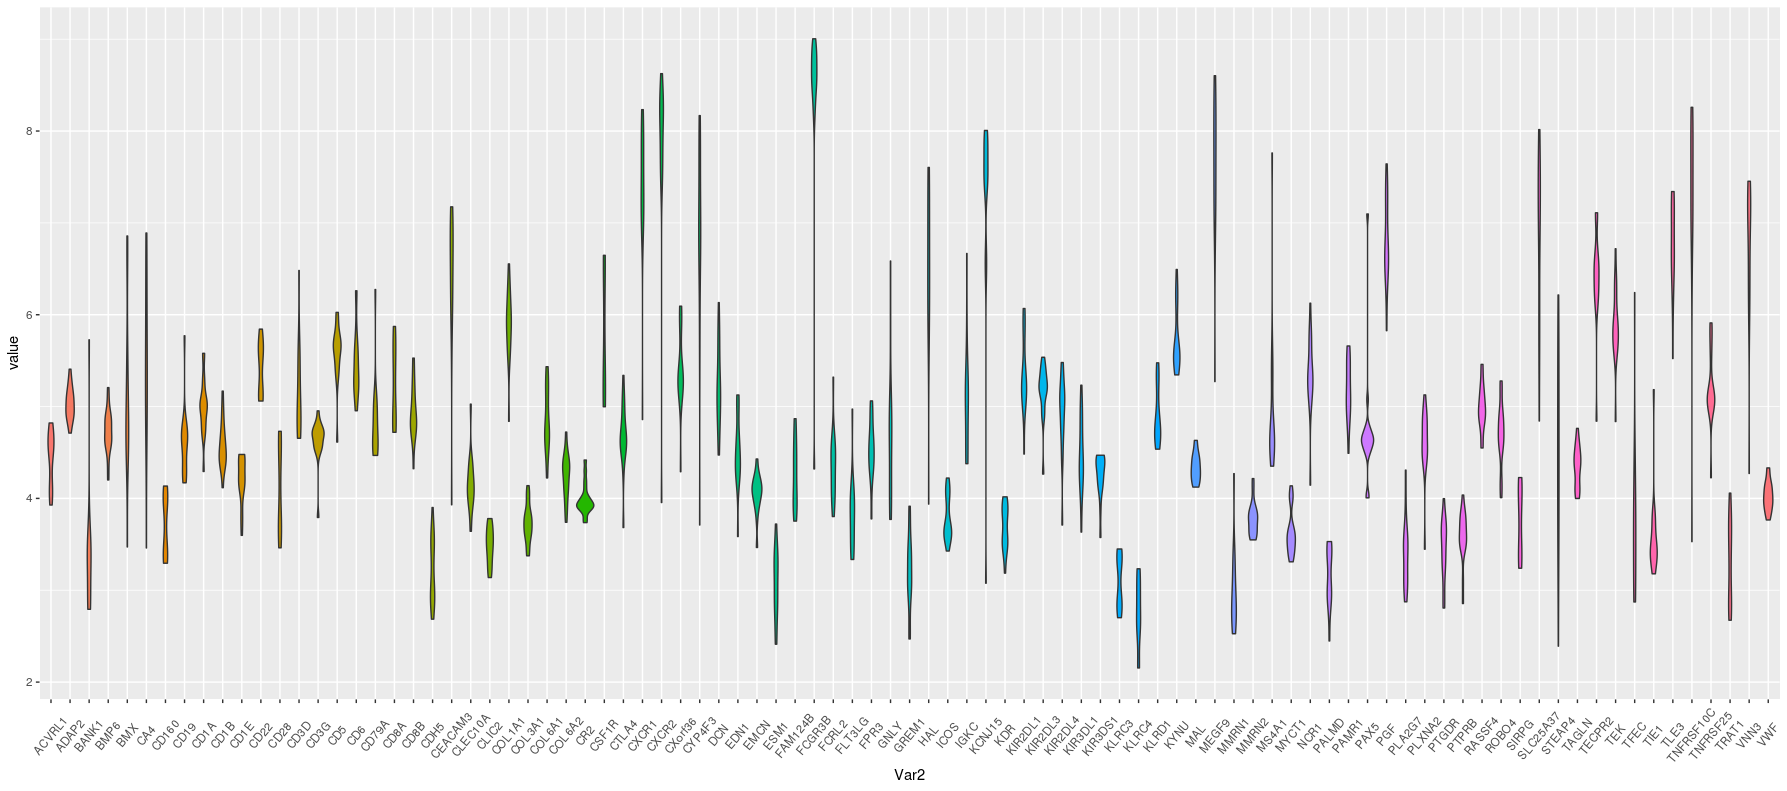 8
6
4
2
value
ACVRL1
ADAP2
BANK1
BMP6
BMX
CA4
CD160
CD19
CD1A
CD1B
CD1E
CD22
CD28
CD3D
CD3G
CD5
CD6
CD79A
CD8A
CD8B
CDH5
CEACAM3
CLEC10A
CLIC2
COL1A1
COL3A1
COL6A1
COL6A2
CR2
CSF1R
CTLA4
CXCR1
CXCR2
CXorf36
CYP4F3
DCN
EDN1
EMCN
ESM1
FAM124B
FCGR3B
FCRL2
FLT3LG
FPR3
GNLY
GREM1
HAL
ICOS
IGKC
KCNJ15
KDR
KIR2DL1
KIR2DL3
KIR2DL4
KIR3DL1
KIR3DS1
KLRC3
KLRC4
KLRD1
KYNU
MAL
MEGF9
MMRN1
MMRN2
MS4A1
MYCT1
NCR1
PALMD
PAMR1
PAX5
PGF
PLA2G7
PLXNA2
PTGDR
PTPRB
RASSF4
ROBO4
SIRPG
SLC25A37
STEAP4
TAGLN
TECPR2
TEK
TFEC
TIE1
TLE3
TNFRSF10C
TNFRSF25
TRAT1
VNN3
VWF
Var2